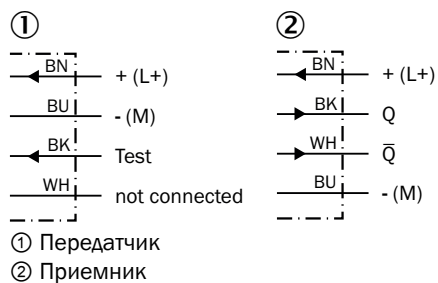 ①
BN + (L+)
BU - (M)
BK Test
WH not connected
②
BN + (L+)
BK Q
WH Q̅
BU - (M)
① Передатчик
② Приемник